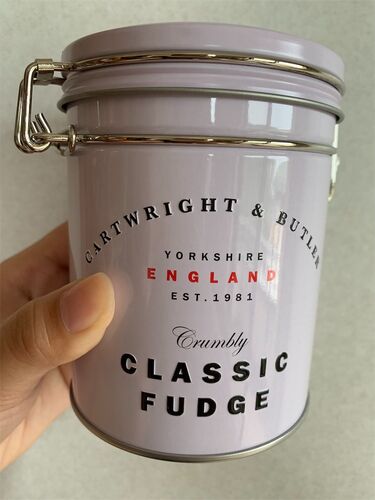 CARTWRIGHT & BUTLER
YORKSHIRE
ENGLAND
EST. 1981
Crumbly
CLASSIC
FUDGE